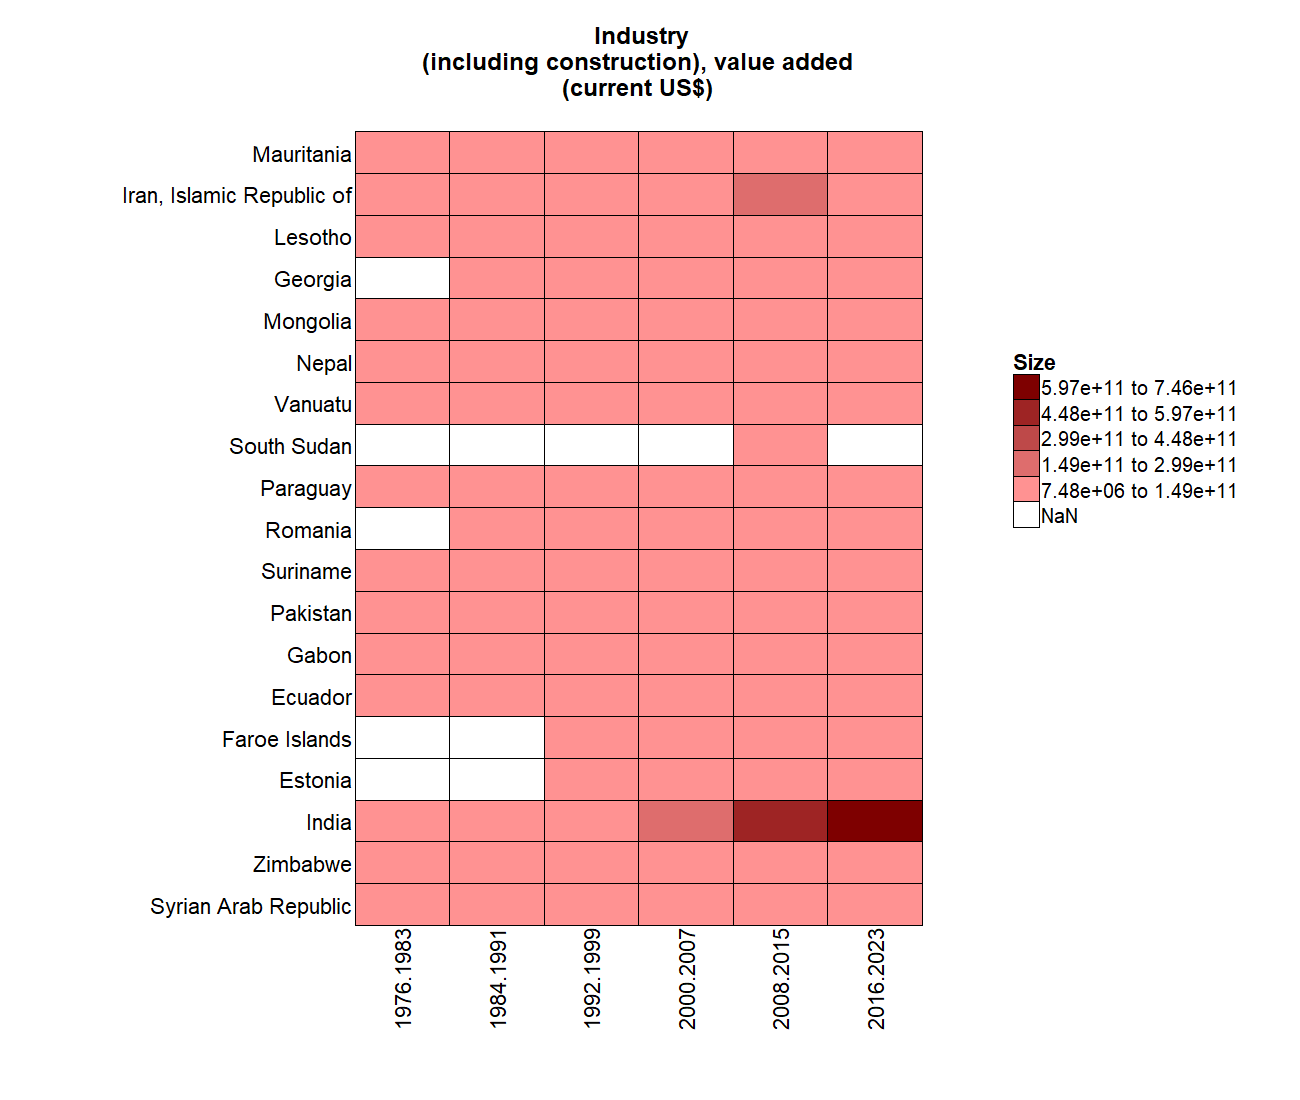 Industry
(including construction), value added
(current US$)
Mauritania
Iran, Islamic Republic of
Lesotho
Georgia
Mongolia
Nepal
Vanuatu
South Sudan
Paraguay
Romania
Suriname
Pakistan
Gabon
Ecuador
Faroe Islands
Estonia
India
Zimbabwe
Syrian Arab Republic
1976.1983
1984.1991
1992.1999
2000.2007
2008.2015
2016.2023
Size
5.97e+11 to 7.46e+11
4.48e+11 to 5.97e+11
2.99e+11 to 4.48e+11
1.49e+11 to 2.99e+11
7.48e+06 to 1.49e+11
NaN